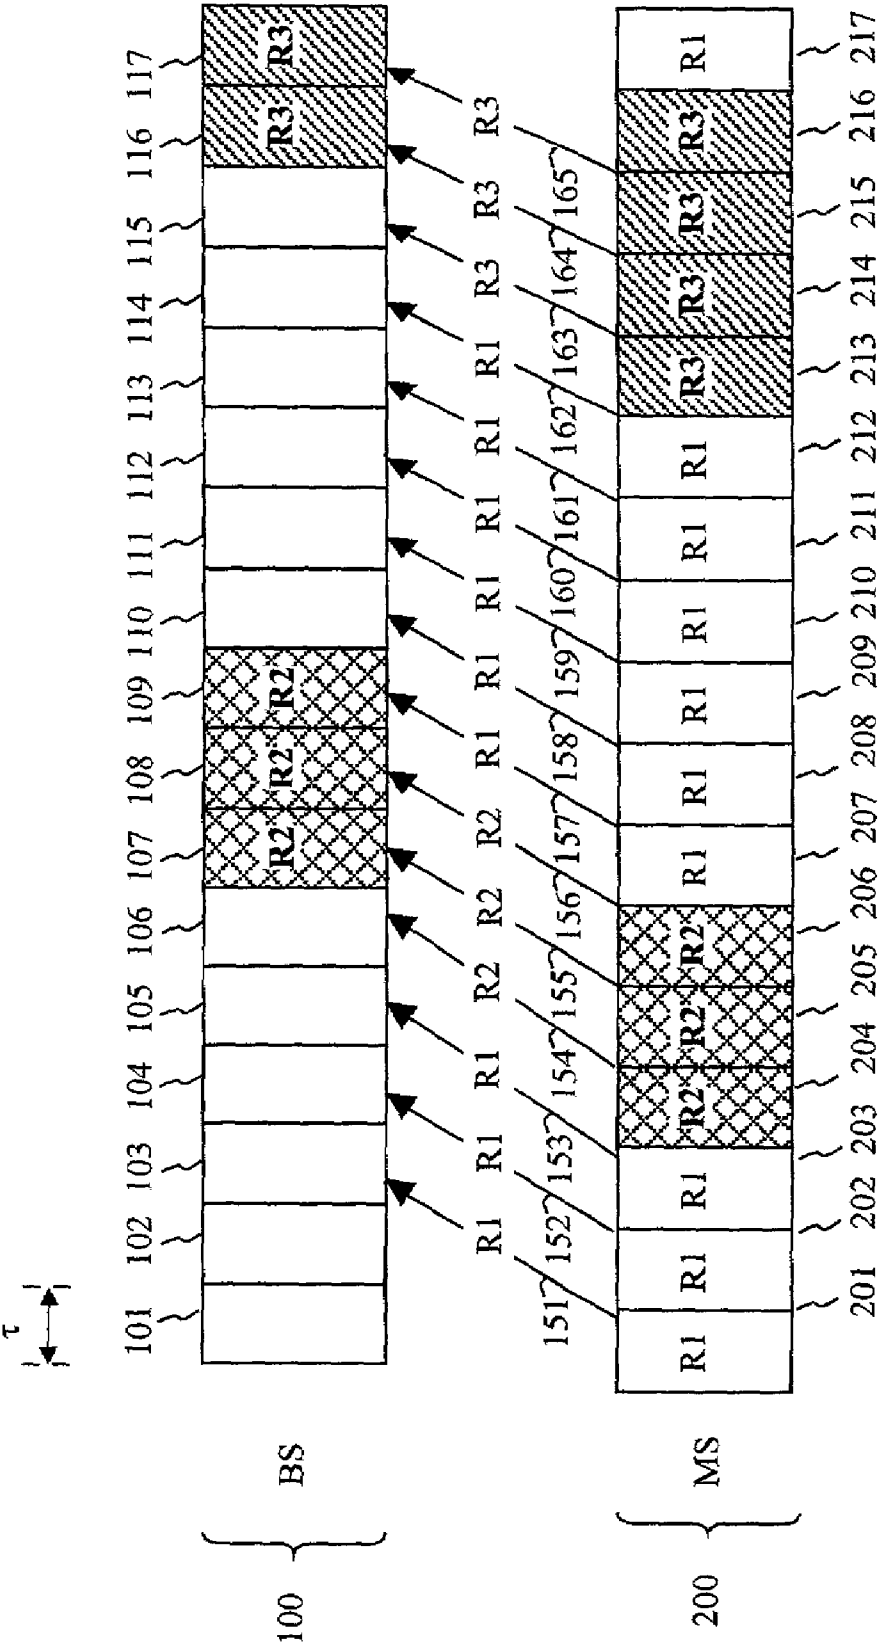 τ
101 102 103 104 105 106 107 108 109 110 111 112 113 114 115 116 117
100 BS R2 R2 R2 R3 R3
R1 R1 R1 R2 R2 R2 R1 R1 R1 R1 R1 R1 R3 R3 R3
151 152 153 154 155 156 157 158 159 160 161 162 163 164 165
200 MS R1 R1 R1 R2 R2 R2 R1 R1 R1 R1 R1 R1 R3 R3 R3 R3 R1
201 202 203 204 205 206 207 208 209 210 211 212 213 214 215 216 217